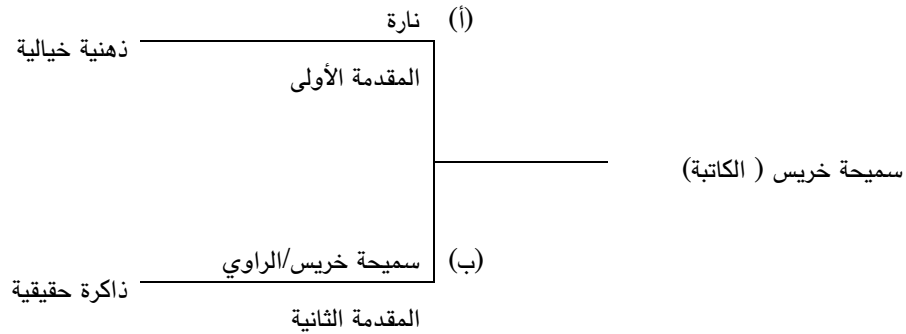 (أ) نارة
ذهنية خيالية
المقدمة الأولى
سميحة خريس ( الكاتبة)
(ب) سميحة خريس/الراوي
ذاكرة حقيقية
المقدمة الثانية